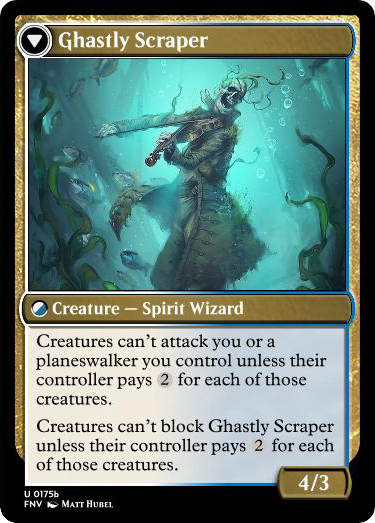 Ghastly Scraper
Creature — Spirit Wizard
Creatures can't attack you or a
planeswalker you control unless their
controller pays 2 for each of those
creatures.
Creatures can't block Ghastly Scraper
unless their controller pays 2 for each
of those creatures.
4/3
U 0175b
FNV Matt Hubel